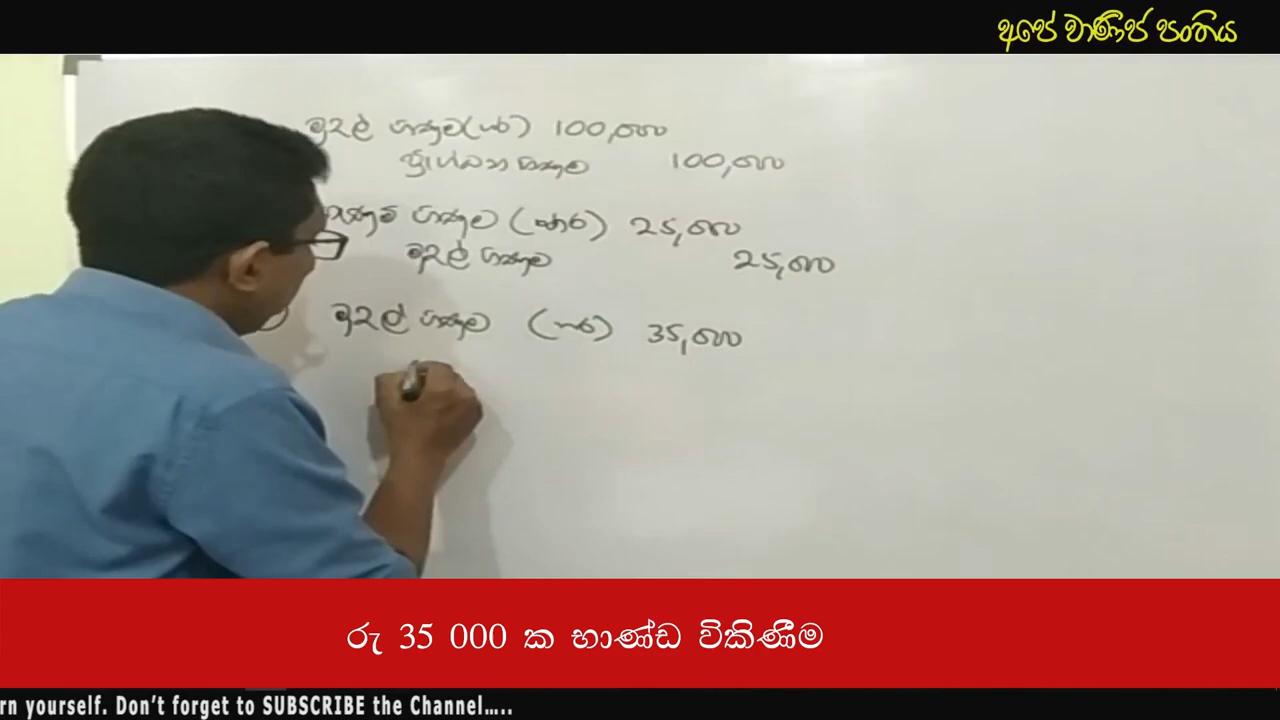 අපේ වාණිජ පංතිය
මුදල් ගිණුම (හර) 100,000
ප්‍රාග්ධන ගිණුම 100,000
ගිණුම (හර) 25,000
මුදල් ගිණුම 25,000
මුදල් ගිණුම (හර) 35,000
රු 35 000 ක භාණ්ඩ විකිණීම
rn yourself. Don't forget to SUBSCRIBE the Channel.....